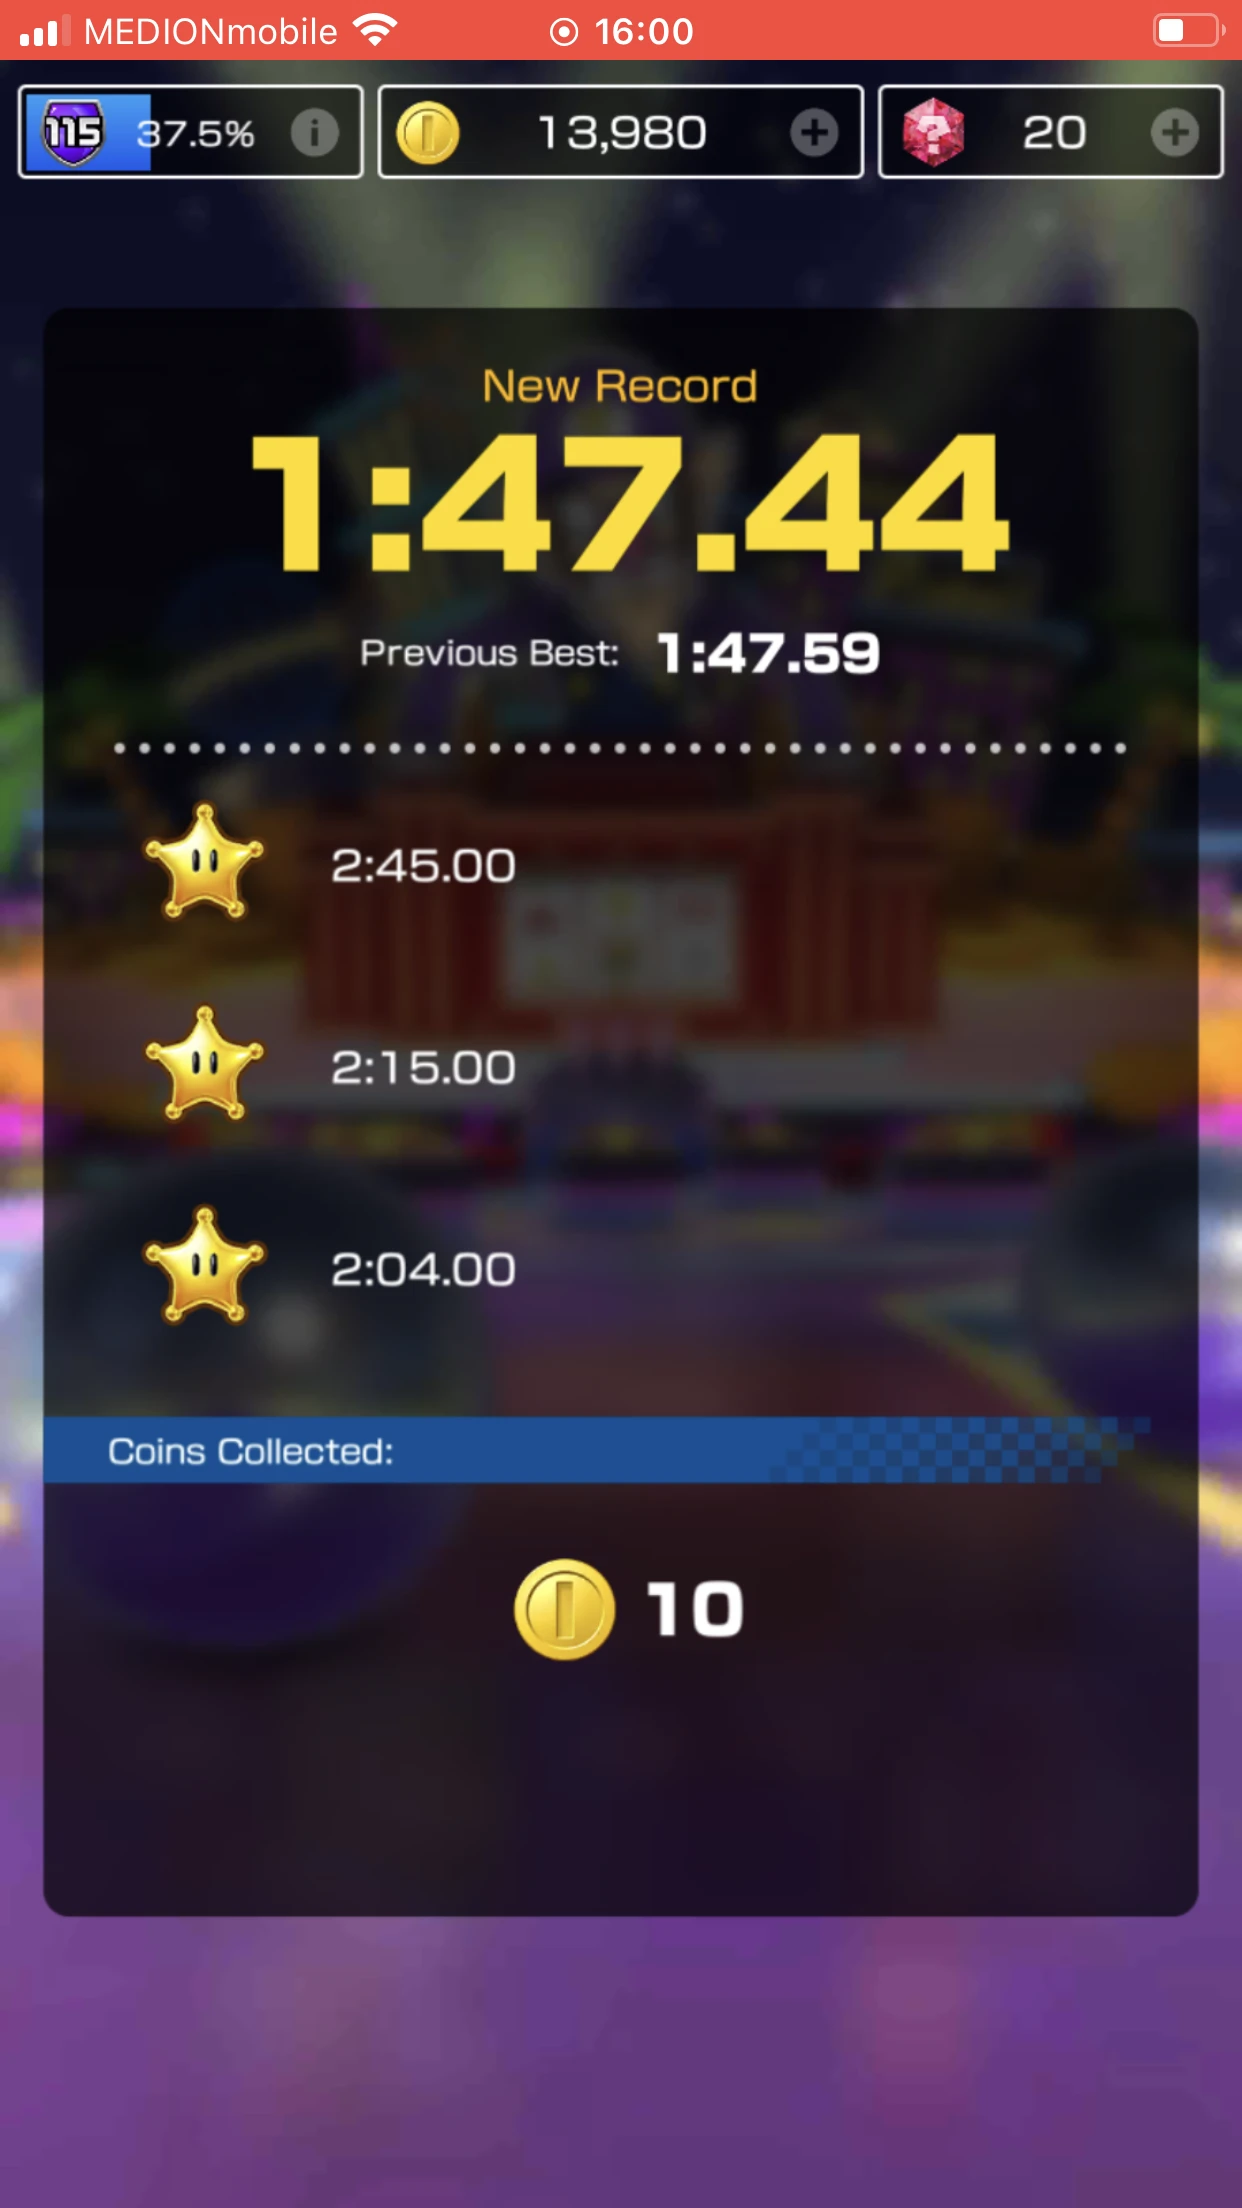 MEDIONmobile 16:00
115 37.5% i 13,980 + ? 20 +
New Record
1:47.44
Previous Best: 1:47.59
2:45.00
2:15.00
2:04.00
Coins Collected:
10